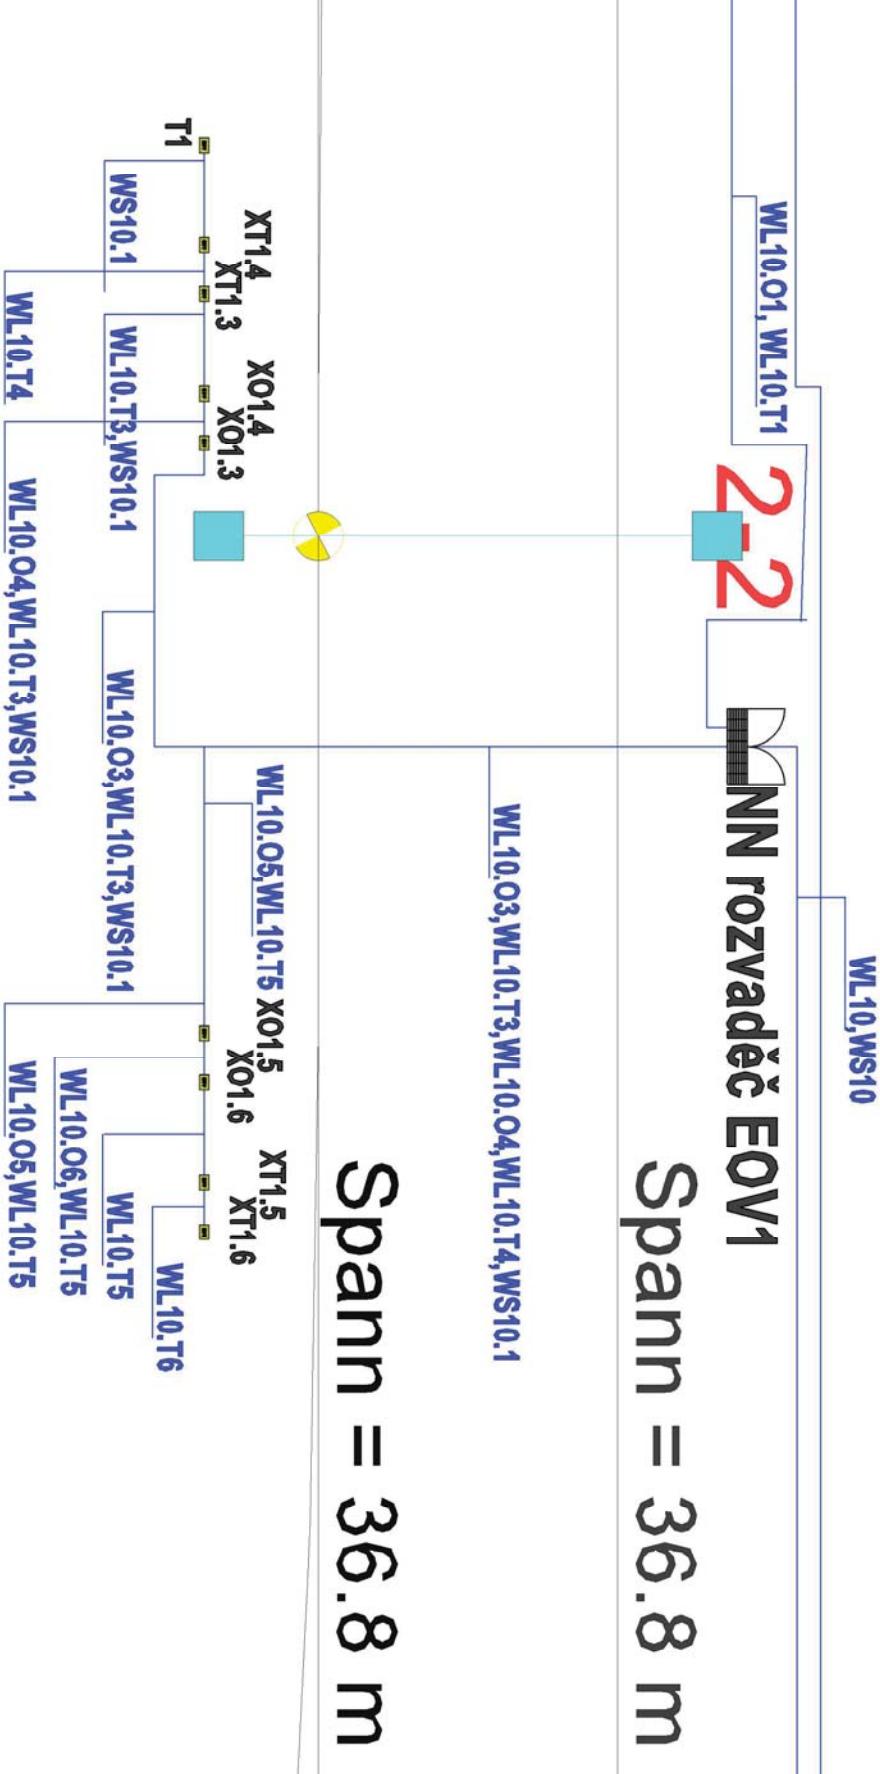 WL10,WS10
WL10.O1, WL10.T1
2-2
NN rozvaděč EOV1
Spann = 36.8 m
WL10.O3,WL10.T3,WL10.O4,WL10.T4,WS10.1
Spann = 36.8 m
XT1.4
XT1.3
XO1.4
XO1.3
WL10.O5,WL10.T5
XO1.5
XO1.6
XT1.5
XT1.6
T1
WS10.1
WL10.T3,WS10.1
WL10.O3,WL10.T3,WS10.1
WL10.T6
WL10.T5
WL10.O6,WL10.T5
WL10.T4
WL10.O4,WL10.T3,WS10.1
WL10.O5,WL10.T5